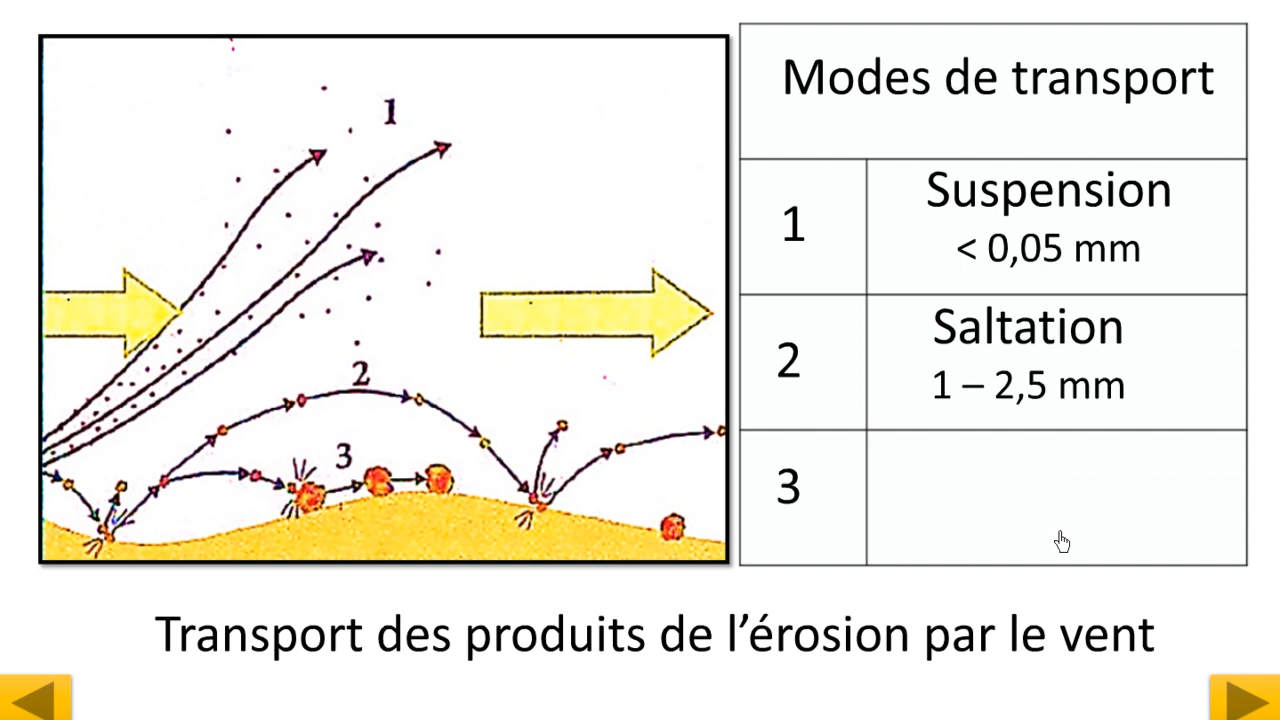 1
2
3
Modes de transport
1
Suspension
< 0,05 mm
2
Saltation
1 – 2,5 mm
3
Transport des produits de l’érosion par le vent